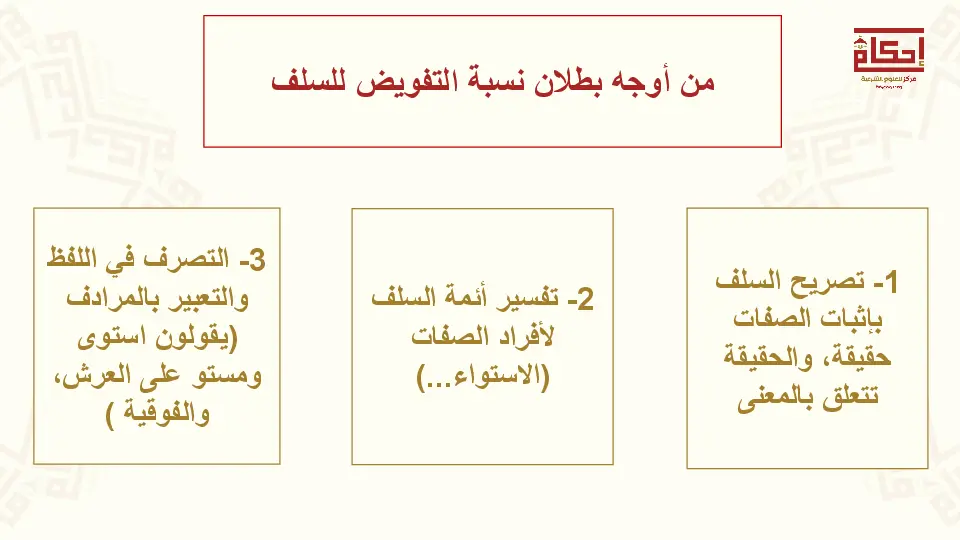 إحكام
مركز للعلوم الشرعية
من أوجه بطلان نسبة التفويض للسلف
1- تصريح السلف
بإثبات الصفات
حقيقة، والحقيقة
تتعلق بالمعنى
2- تفسير أئمة السلف
لأفراد الصفات
(الاستواء...)
3- التصرف في اللفظ
والتعبير بالمرادف
(يقولون استوى
ومستو على العرش،
والفوقية )